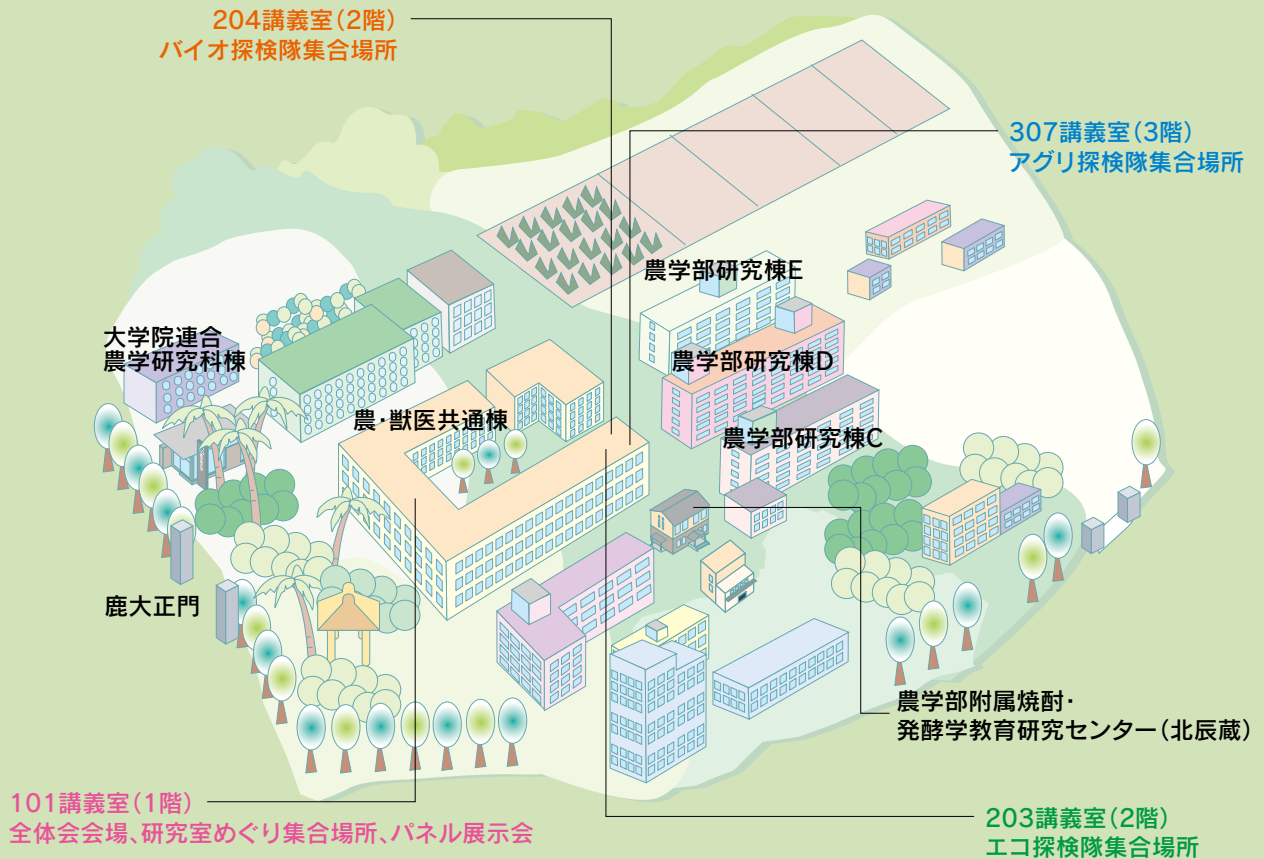 204講義室(2階)
バイオ探検隊集合場所
307講義室(3階)
アグリ探検隊集合場所
農学部研究棟E
大学院連合
農学研究科棟
農学部研究棟D
農・獣医共通棟
農学部研究棟C
鹿大正門
農学部附属焼酎・
発酵学教育研究センター(北辰蔵)
101講義室(1階)
全体会会場、研究室めぐり集合場所、パネル展示会
203講義室(2階)
エコ探検隊集合場所